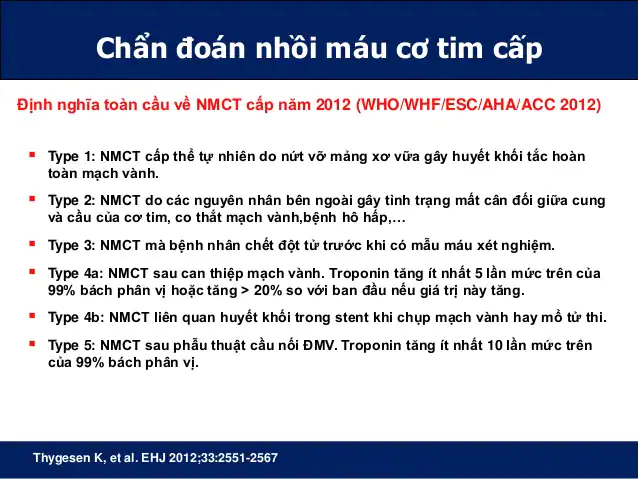 Chẩn đoán nhồi máu cơ tim cấp
Định nghĩa toàn cầu về NMCT cấp năm 2012 (WHO/WHF/ESC/AHA/ACC 2012)
Type 1: NMCT cấp thể tự nhiên do nứt vỡ mảng xơ vữa gây huyết khối tắc hoàn
toàn mạch vành.
Type 2: NMCT do các nguyên nhân bên ngoài gây tình trạng mất cân đối giữa cung
và cầu của cơ tim, co thắt mạch vành,bệnh hô hấp,…
Type 3: NMCT mà bệnh nhân chết đột tử trước khi có mẫu máu xét nghiệm.
Type 4a: NMCT sau can thiệp mạch vành. Troponin tăng ít nhất 5 lần mức trên của
99% bách phân vị hoặc tăng > 20% so với ban đầu nếu giá trị này tăng.
Type 4b: NMCT liên quan huyết khối trong stent khi chụp mạch vành hay mổ tử thi.
Type 5: NMCT sau phẫu thuật cầu nối ĐMV. Troponin tăng ít nhất 10 lần mức trên
của 99% bách phân vị.
Thygesen K, et al. EHJ 2012;33:2551-2567